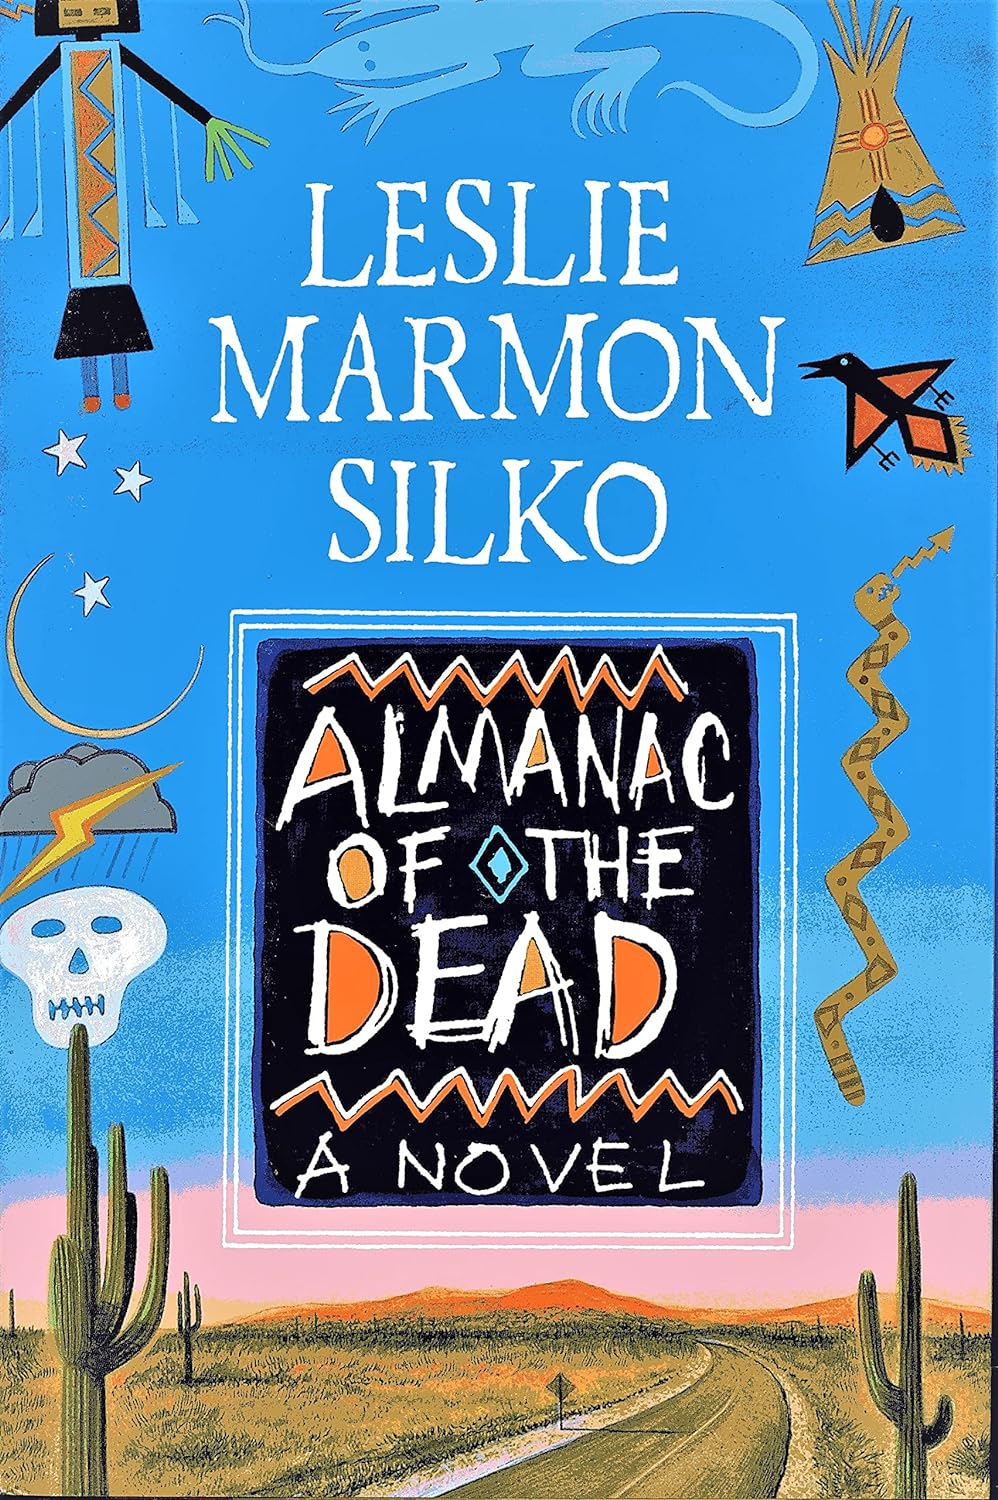 LESLIE
MARMON
SILKO
ALMANAC
OF THE
DEAD
A NOVEL